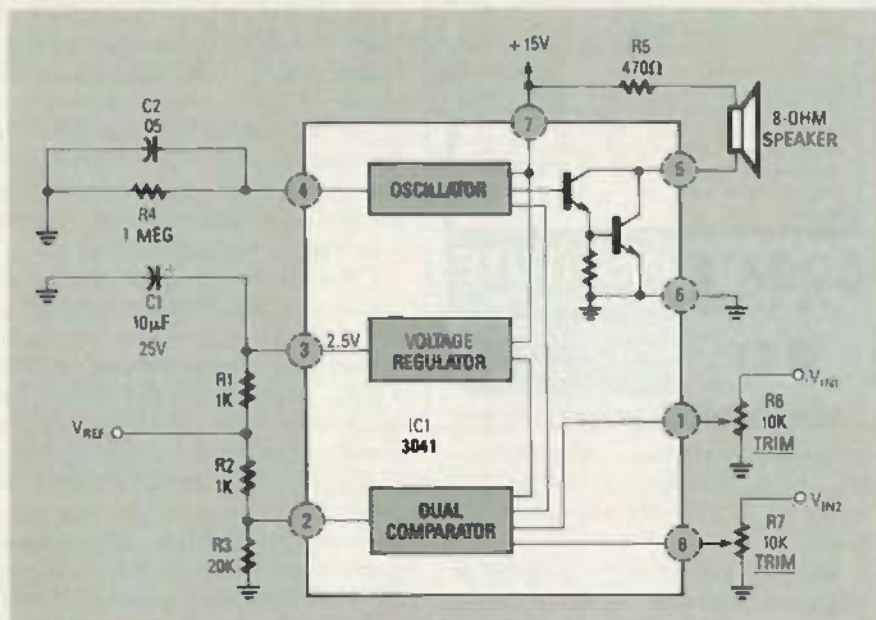 +15V
R5
470Ω
8-OHM
SPEAKER
C2
.05
R4
1 MEG
C1
10µF
25V
R1
1K
VREF
R2
1K
R3
20K
4
3
2
7
5
6
1
8
2.5V
OSCILLATOR
VOLTAGE
REGULATOR
IC1
3041
DUAL
COMPARATOR
VIN1
R6
10K
TRIM
VIN2
R7
10K
TRIM